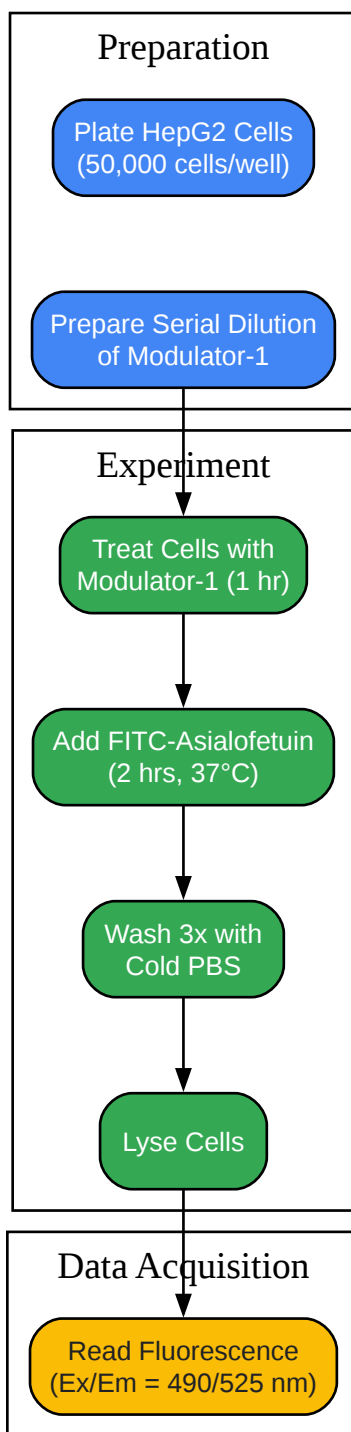 Preparation
Plate HepG2 Cells
(50,000 cells/well)
Prepare Serial Dilution
of Modulator-1
Experiment
Treat Cells with
Modulator-1 (1 hr)
Add FITC-Asialofetuin
(2 hrs, 37°C)
Wash 3x with
Cold PBS
Lyse Cells
Data Acquisition
Read Fluorescence
(Ex/Em = 490/525 nm)